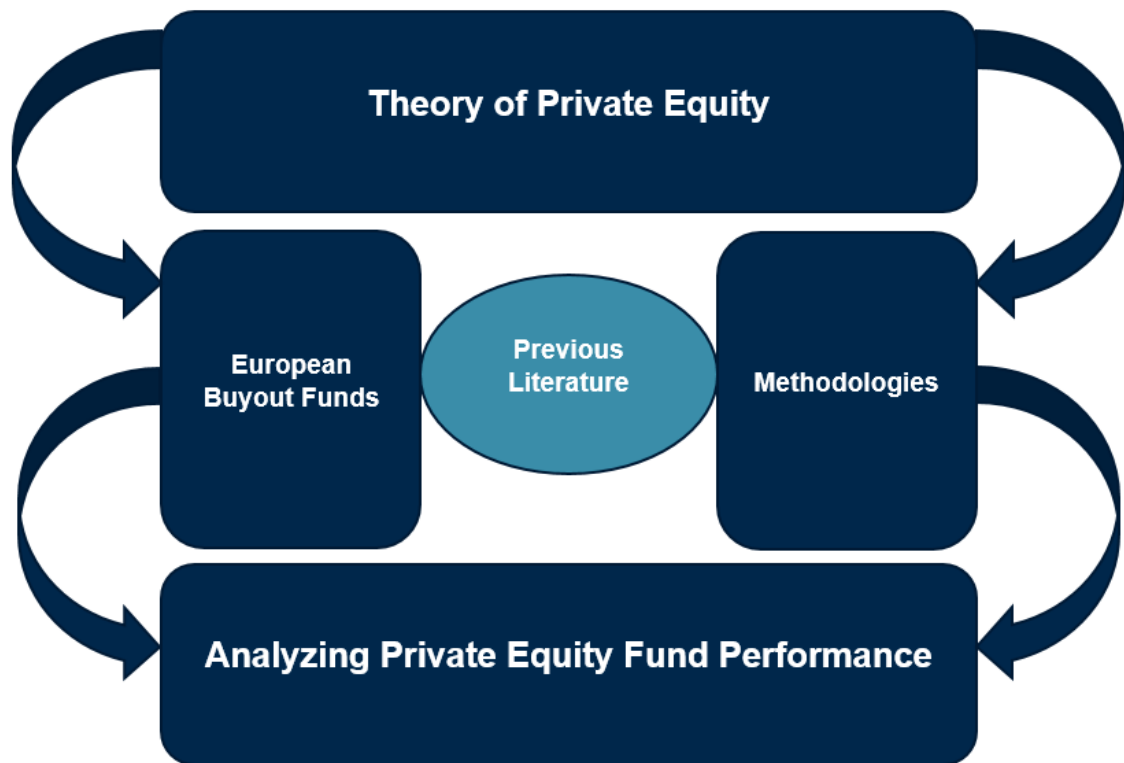 Theory of Private Equity
European
Buyout Funds
Previous
Literature
Methodologies
Analyzing Private Equity Fund Performance